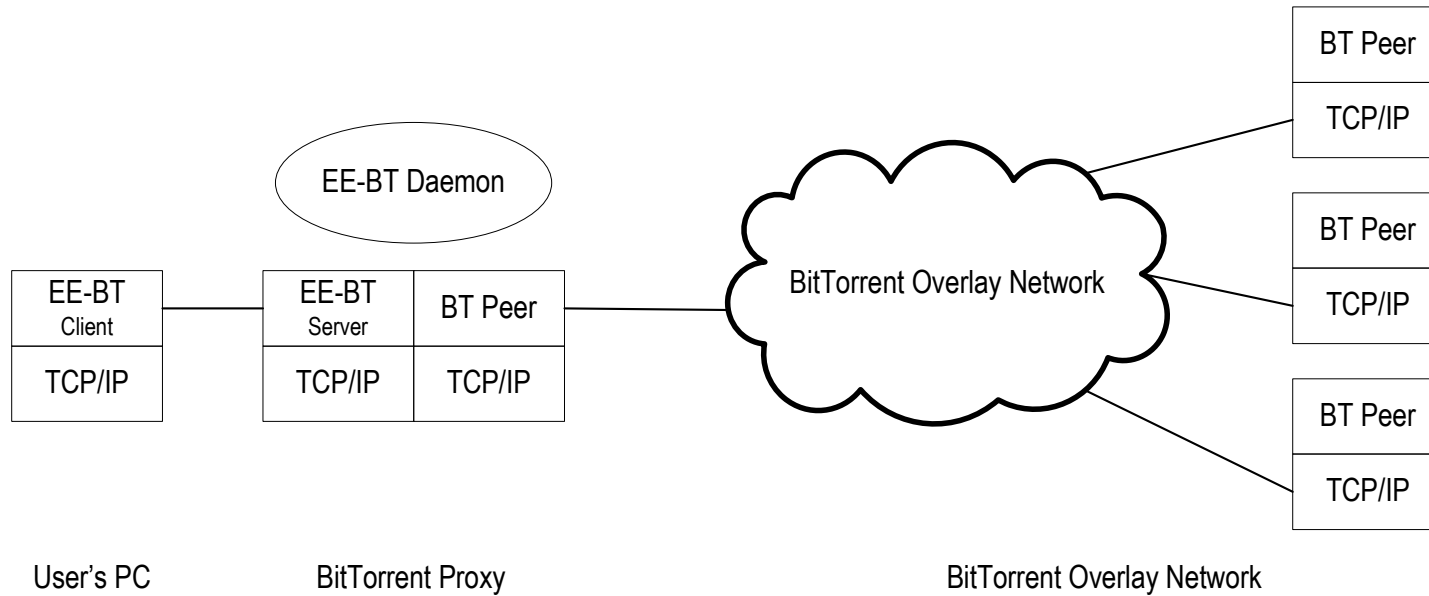 BT Peer
TCP/IP
EE-BT Daemon
BT Peer
TCP/IP
BitTorrent Overlay Network
EE-BT
Client
TCP/IP
EE-BT
Server
TCP/IP
BT Peer
TCP/IP
BT Peer
TCP/IP
User's PC
BitTorrent Proxy
BitTorrent Overlay Network